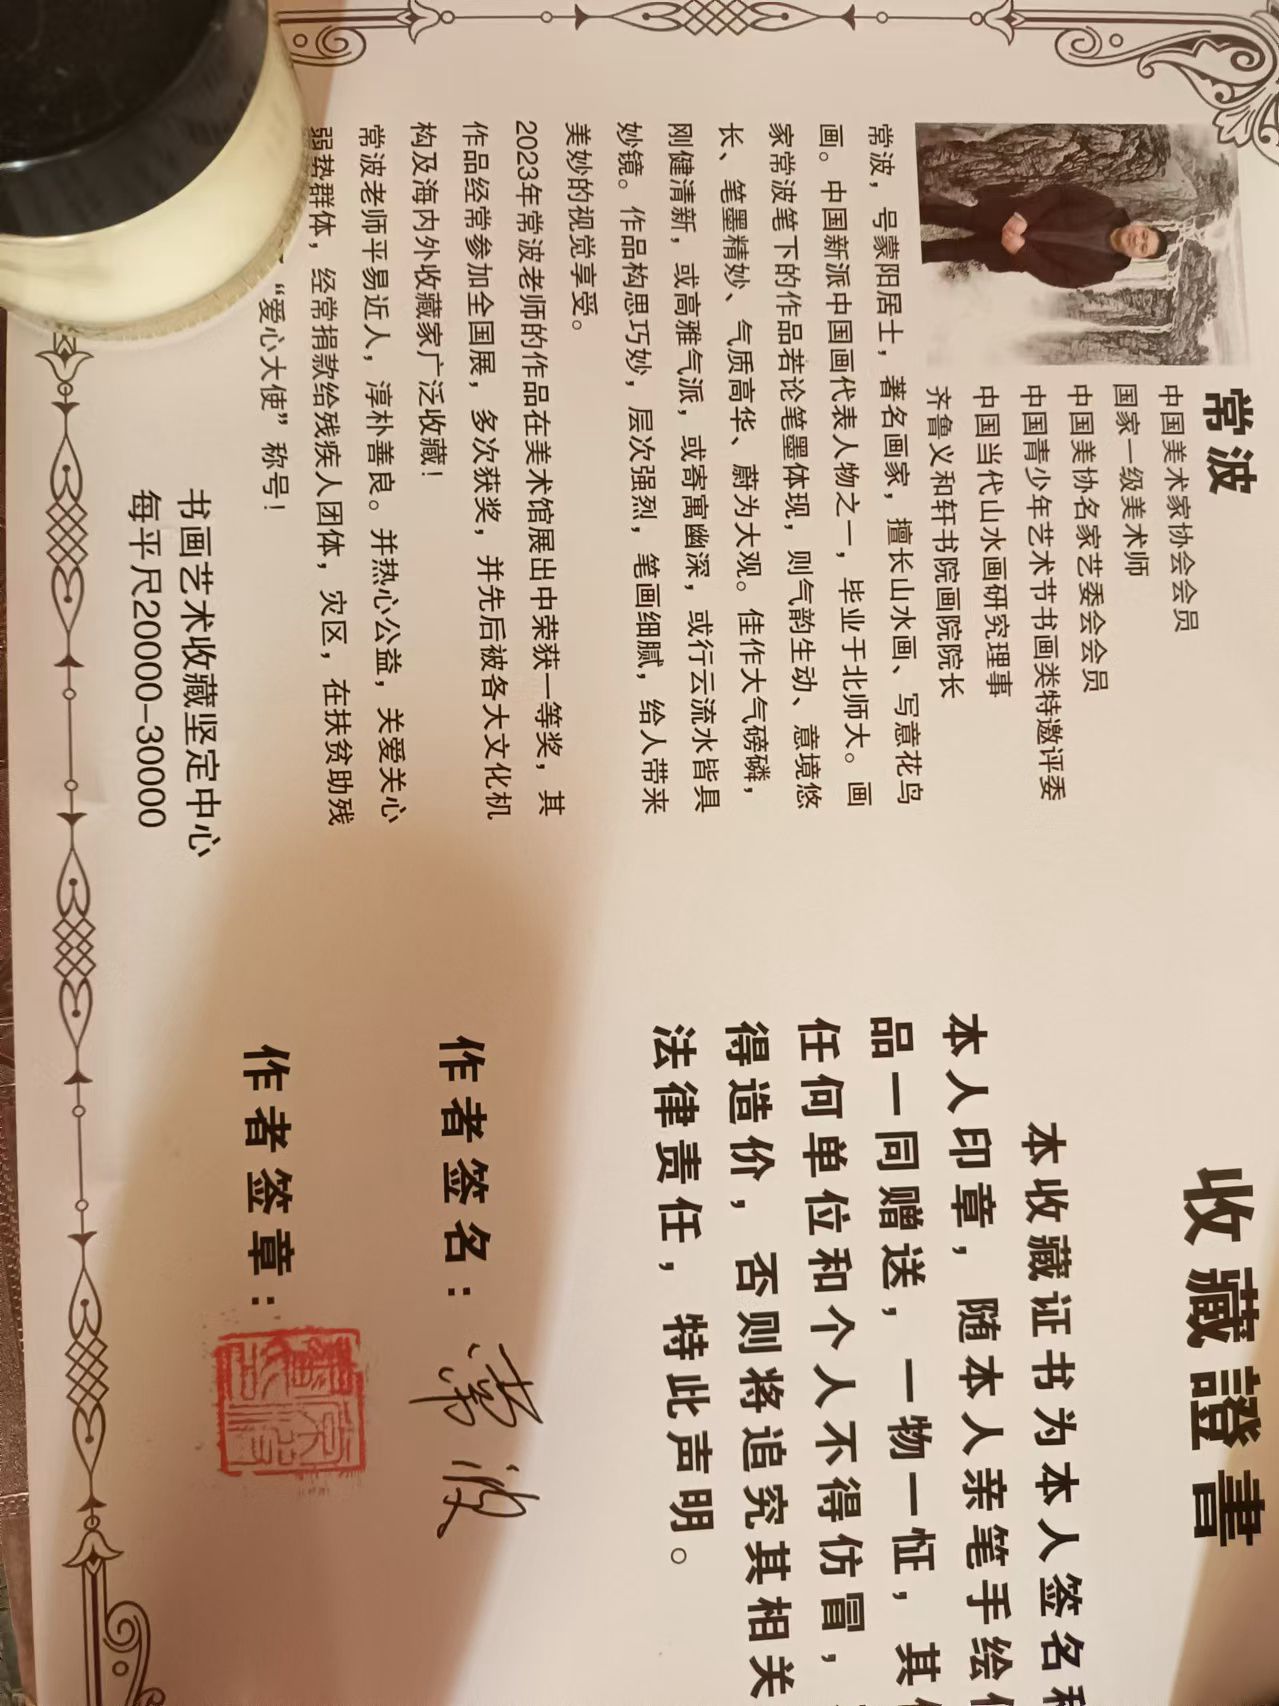 常波
中国美术家协会会员
国家一级美术师
中国美协名家艺委会会员
中国青少年艺术节书画类特邀评委
中国当代山水画研究理事
齐鲁义和轩书院画院院长
常波，号蒙阳居士，著名画家，擅长山水画、写意花鸟
画。中国新派中国画代表人物之一，毕业于北师大。画
家常波笔下的作品若论笔墨体现，则气韵生动、意境悠
长、笔墨精妙、气质高华、蔚为大观。佳作大气磅磷，
刚健清新，或高雅气派，或寄寓幽深，或行云流水皆具
妙镜。作品构思巧妙，层次强烈，笔画细腻，给人带来
美妙的视觉享受。
2023年常波老师的作品在美术馆展出中荣获一等奖，其
作品经常参加全国展，多次获奖，并先后被各大文化机
构及海内外收藏家广泛收藏！
常波老师平易近人，淳朴善良。并热心公益，关爱关心
弱势群体，经常捐款给残疾人团体，灾区，在扶贫助残
“爱心大使”称号！
书画艺术收藏坚定中心
每平尺20000-30000
收藏證書
本收藏证书为本人签名和
本人印章，随本人亲笔手绘作
品一同赠送，一物一怔，其他
任何单位和个人不得仿冒，
得造价，否则将追究其相关
法律责任，特此声明。
作者签名：常波
作者签章：